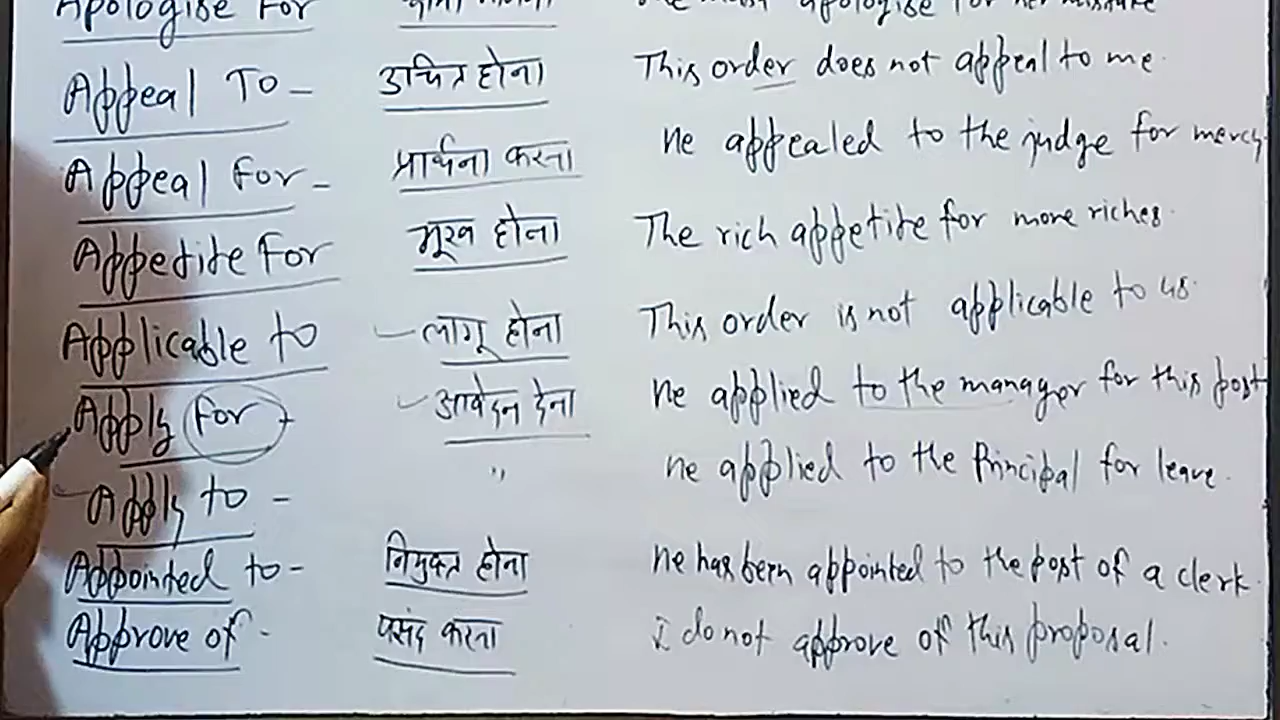 Apologise For apologise for her mistake
Appeal To - उचित होना This order does not appeal to me.
Appeal For - प्रार्थना करना He appealed to the judge for mercy.
Appetite For भूख होना The rich appetite for more riches.
Applicable to लागू होना This order is not applicable to us.
Apply for - आवेदन देना He applied to the manager for this post
Apply to - " He applied to the Principal for leave.
Appointed to - नियुक्त होना He has been appointed to the post of a clerk.
Approve of - पसंद करना I do not approve of this proposal.